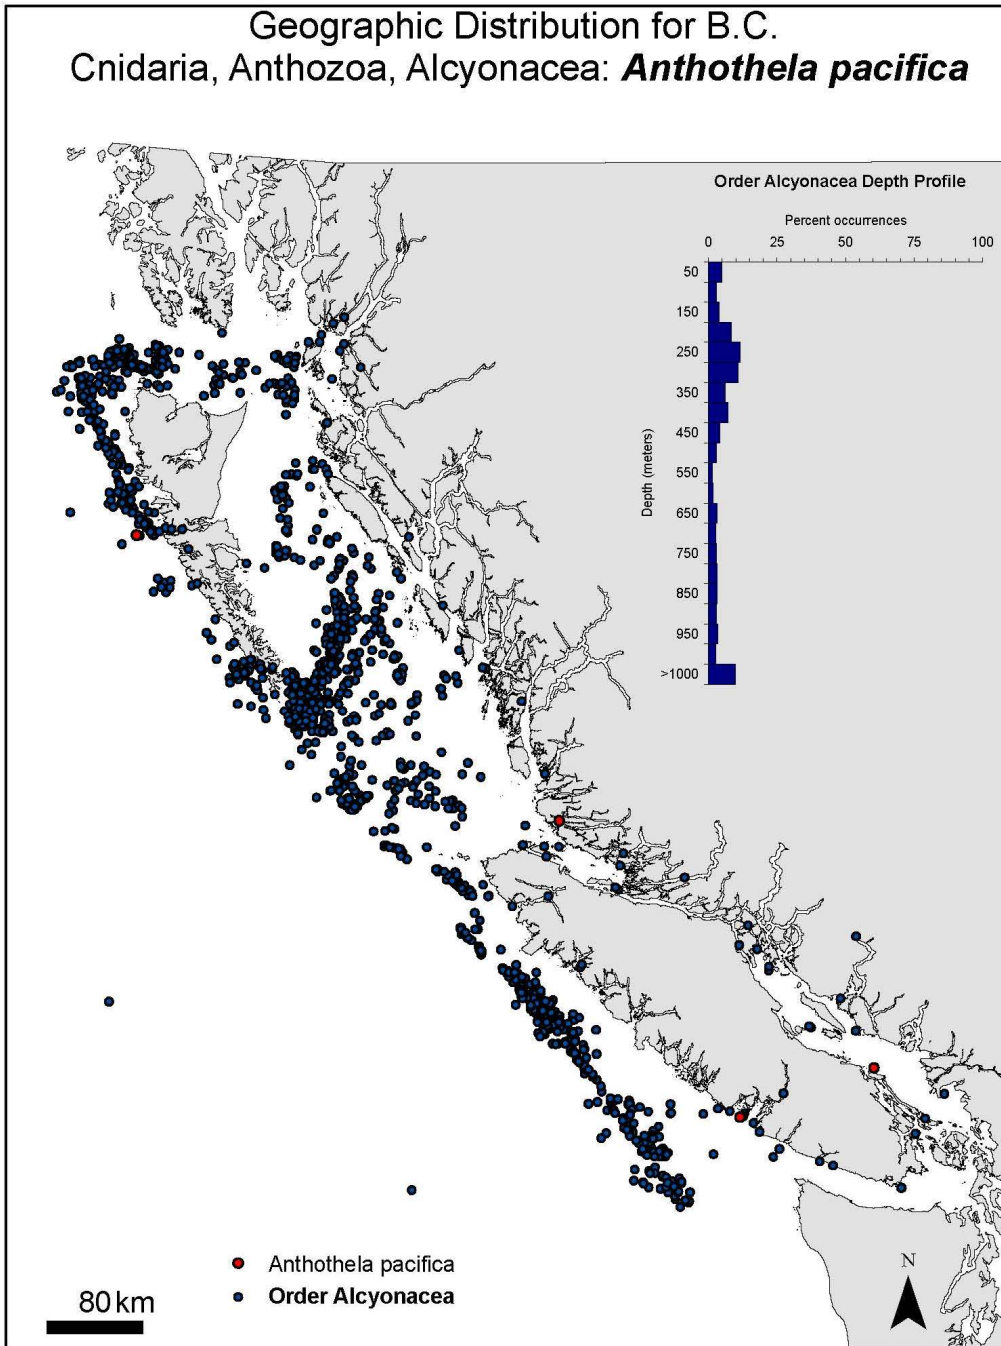 Geographic Distribution for B.C.
Cnidaria, Anthozoa, Alcyonacea: Anthothela pacifica
Order Alcyonacea Depth Profile
Percent occurrences
0 25 50 75 100
Depth (meters)
50
150
250
350
450
550
650
750
850
950
>1000
Anthothela pacifica
Order Alcyonacea
80 km
N